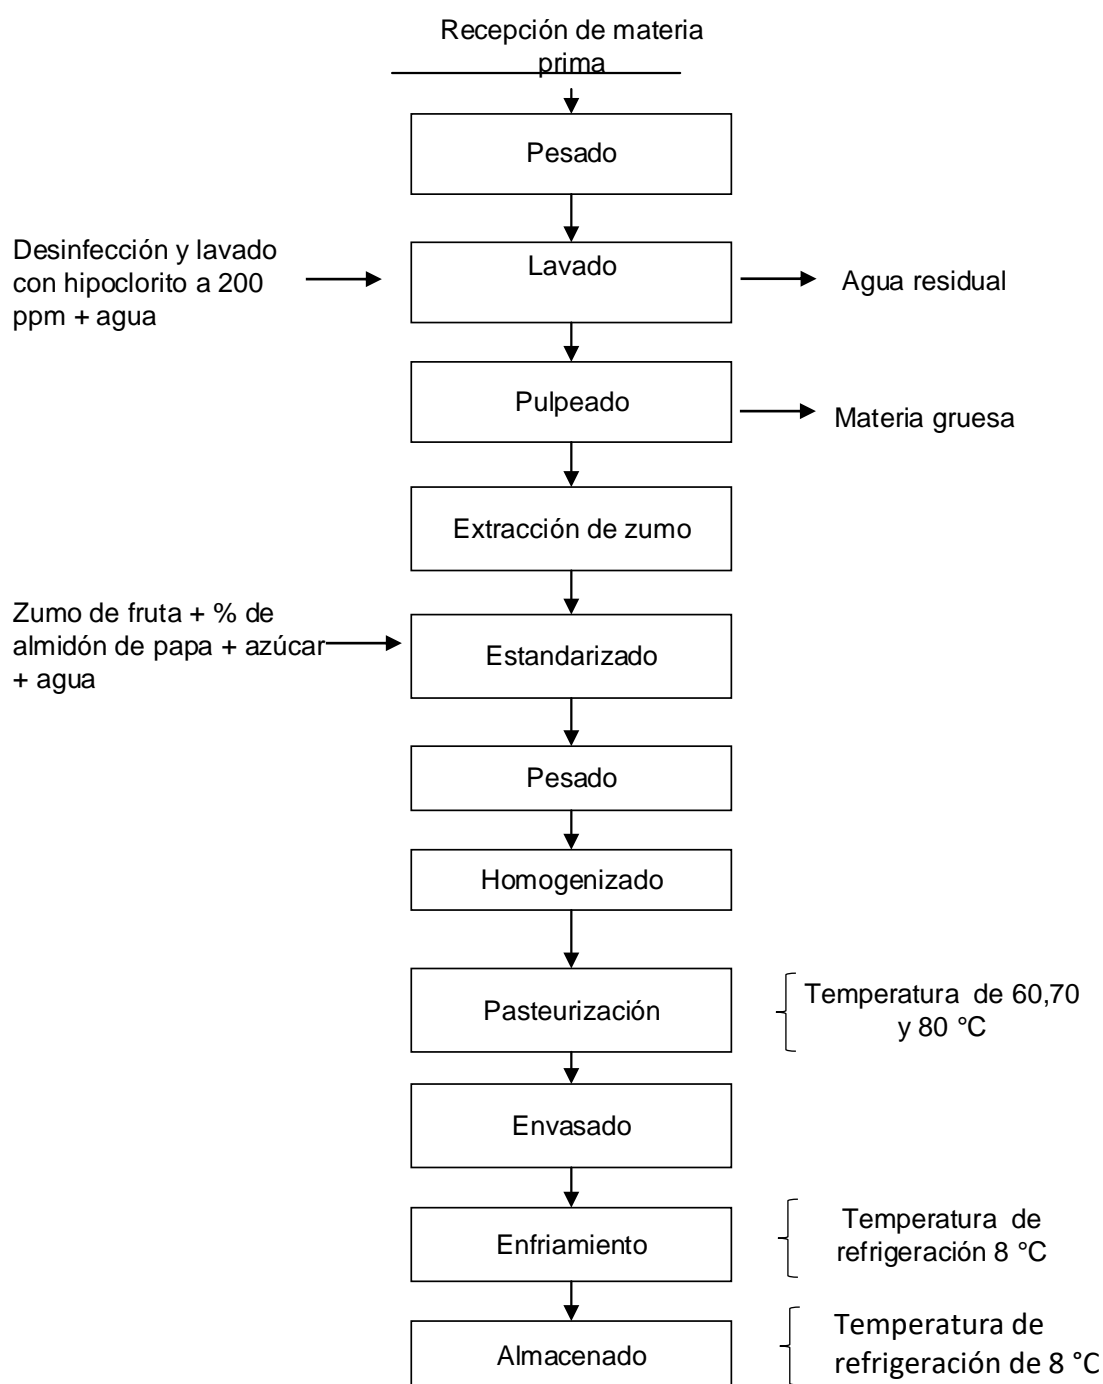 Recepción de materia
prima
Pesado
Desinfección y lavado
con hipoclorito a 200
ppm + agua
Lavado
Agua residual
Pulpeado
Materia gruesa
Extracción de zumo
Zumo de fruta + % de
almidón de papa + azúcar
+ agua
Estandarizado
Pesado
Homogenizado
Pasteurización
Temperatura de 60,70
y 80 °C
Envasado
Enfriamiento
Temperatura de
refrigeración 8 °C
Almacenado
Temperatura de
refrigeración de 8 °C